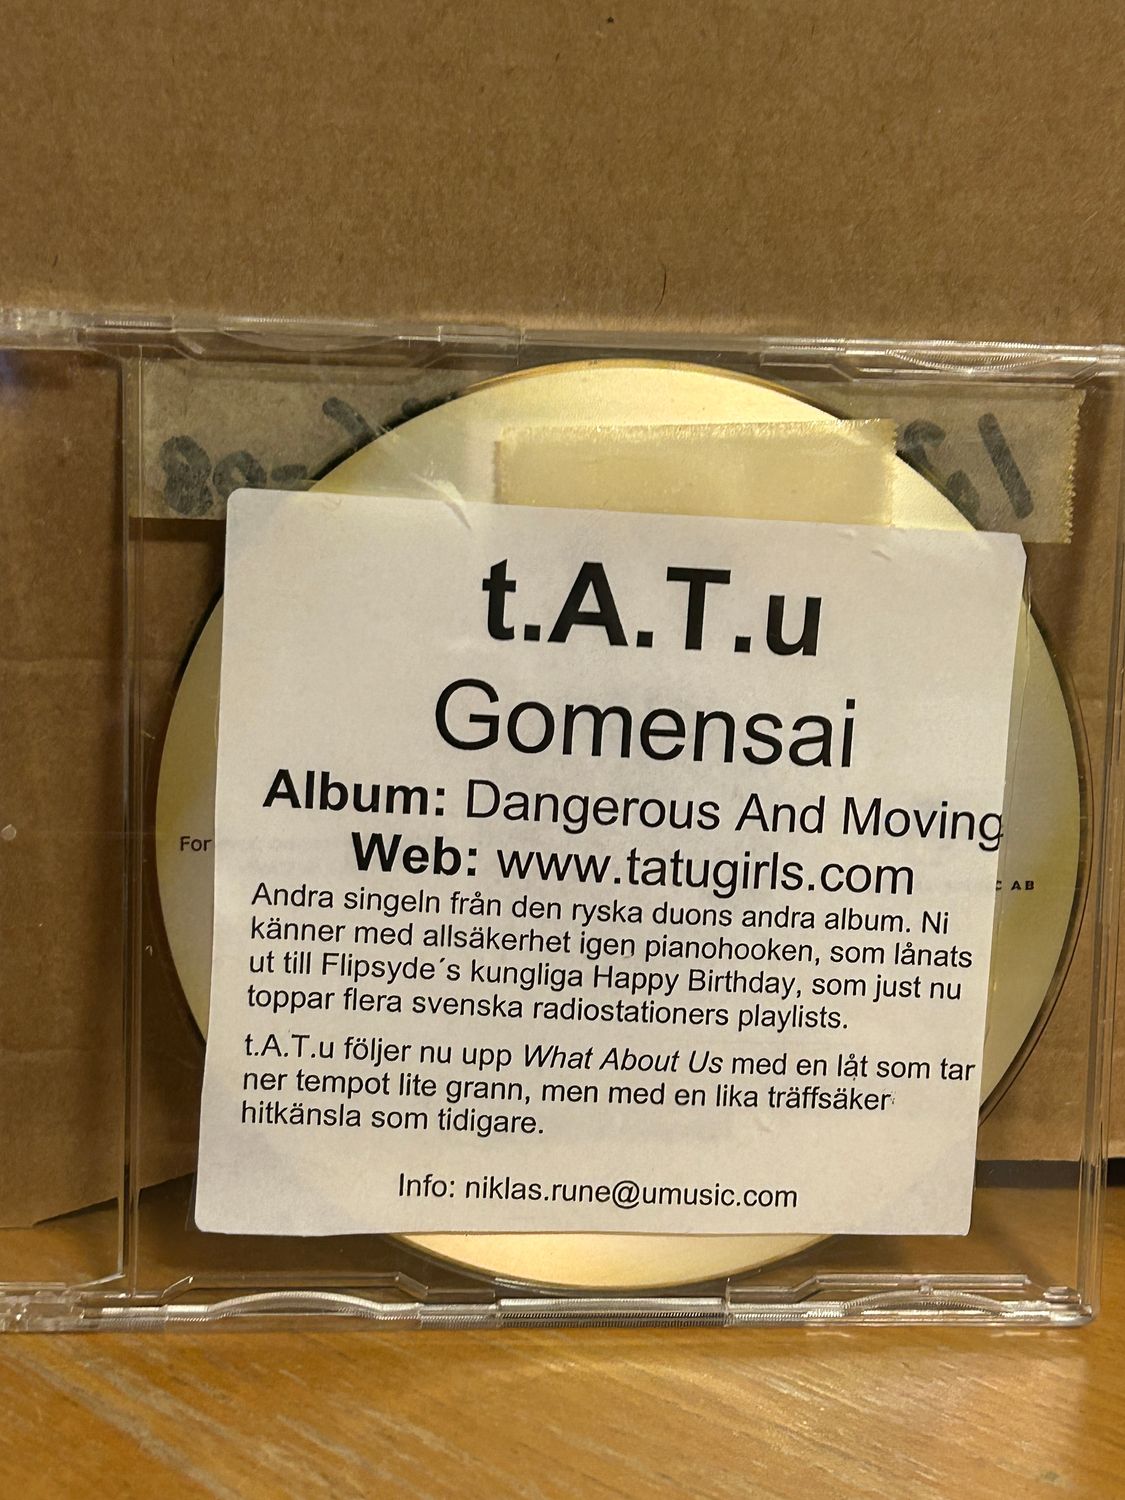 t.A.T.u
Gomensai
Album: Dangerous And Moving
Web: www.tatugirls.com
For
C AB
Andra singeln från den ryska duons andra album. Ni
känner med allsäkerhet igen pianohooken, som lånats
ut till Flipsyde´s kungliga Happy Birthday, som just nu
toppar flera svenska radiostationers playlists.
t.A.T.u följer nu upp What About Us med en låt som tar
ner tempot lite grann, men med en lika träffsäker
hitkänsla som tidigare.
Info: niklas.rune@umusic.com